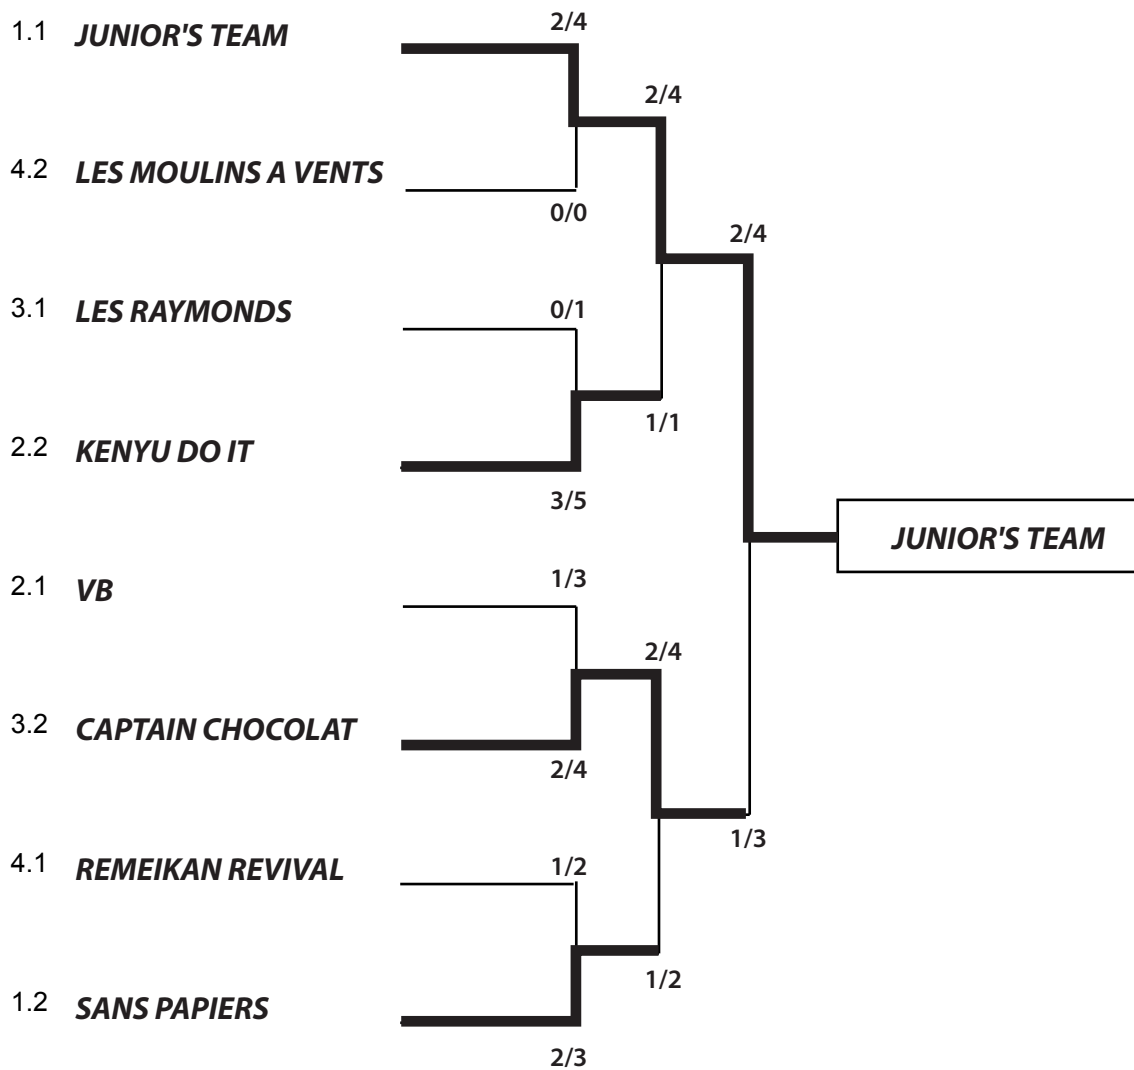 2/4
1.1 JUNIOR'S TEAM
2/4
4.2 LES MOULINS A VENTS
0/0
2/4
3.1 LES RAYMONDS
0/1
1/1
2.2 KENYU DO IT
3/5
JUNIOR'S TEAM
2.1 VB
1/3
2/4
3.2 CAPTAIN CHOCOLAT
2/4
1/3
4.1 REMEIKAN REVIVAL
1/2
1/2
1.2 SANS PAPIERS
2/3